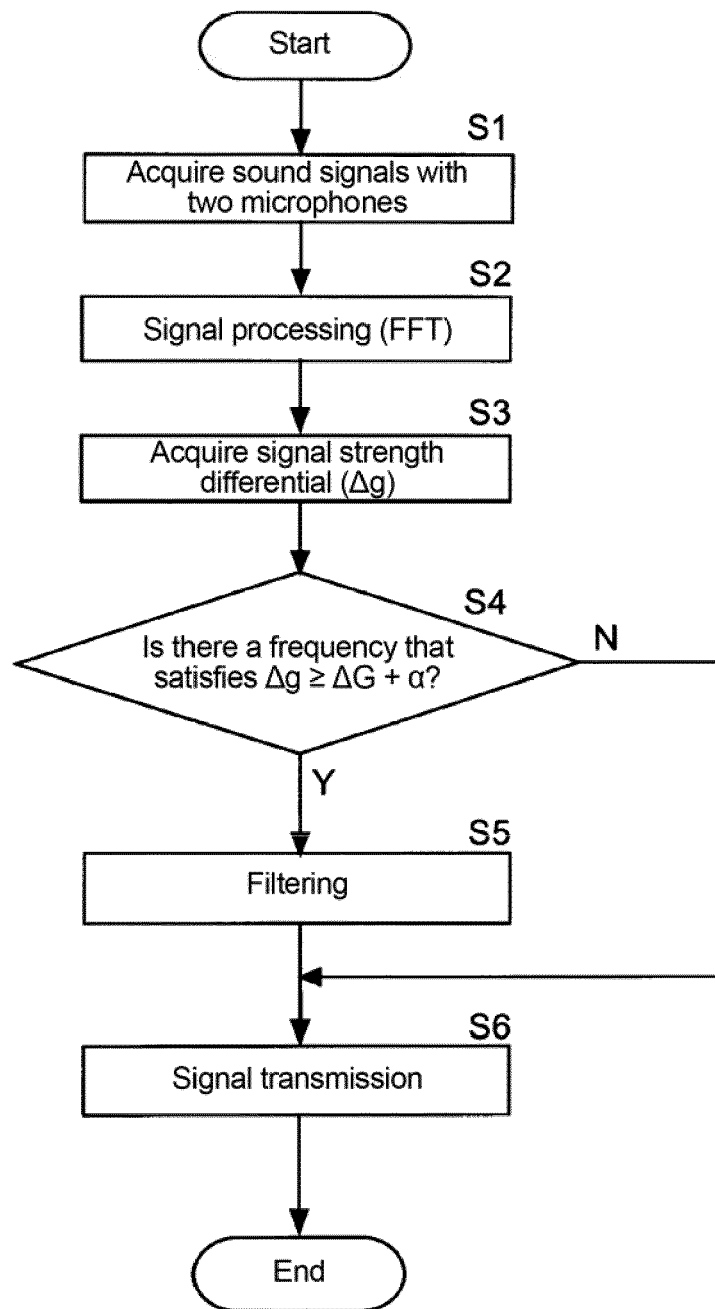 Start
S1
Acquire sound signals with
two microphones
S2
Signal processing (FFT)
S3
Acquire signal strength
differential (Δg)
S4
Is there a frequency that
satisfies Δg ≥ ΔG + α?
N
Y
S5
Filtering
S6
Signal transmission
End